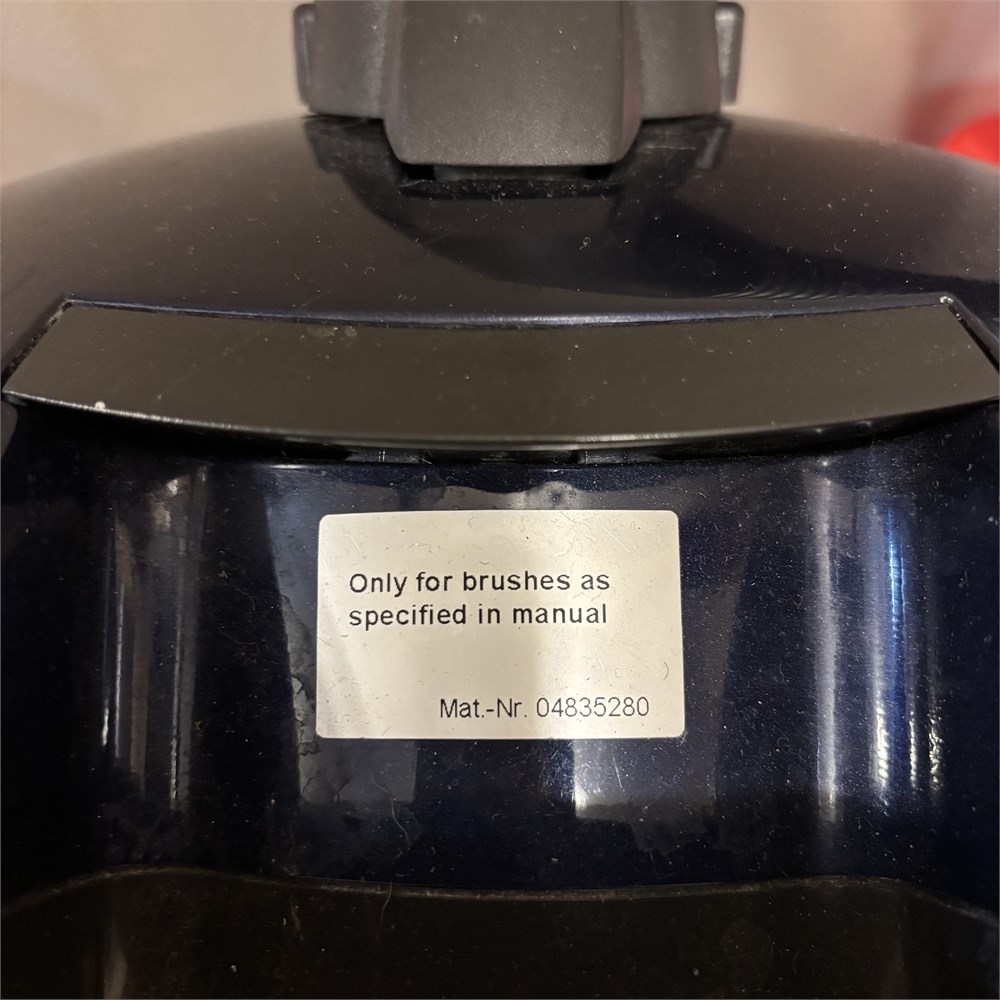 Only for brushes as
specified in manual
Mat.-Nr. 04835280